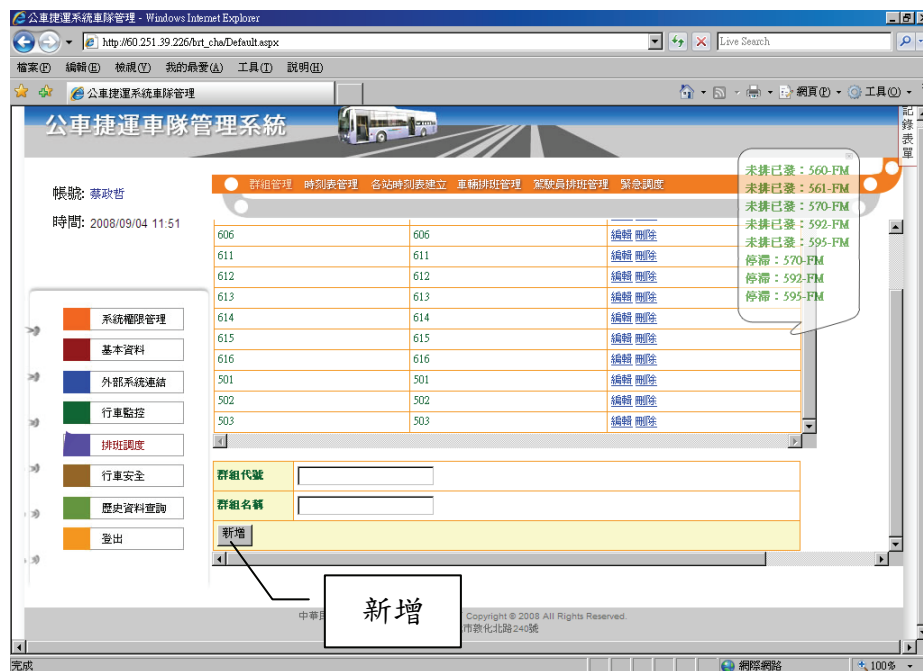 公車捷運系統車隊管理 - Windows Internet Explorer
http://60.251.39.226/brt_cha/Default.aspx
Live Search
檔案(F) 編輯(E) 檢視(V) 我的最愛(A) 工具(T) 說明(H)
公車捷運系統車隊管理
網頁(P) 工具(O)
公車捷運車隊管理系統
記錄表單
帳號: 蔡政哲
時間: 2008/09/04 11:51
群組管理 時刻表管理 各站時刻表建立 車輛排班管理 駕駛員排班管理 緊急調度
未排已發：560-FM
未排已發：561-FM
未排已發：570-FM
未排已發：592-FM
未排已發：595-FM
停滯：570-FM
停滯：592-FM
停滯：595-FM
606 606 編輯 刪除
611 611 編輯 刪除
612 612 編輯 刪除
613 613 編輯 刪除
614 614 編輯 刪除
615 615 編輯 刪除
616 616 編輯 刪除
501 501 編輯 刪除
502 502 編輯 刪除
503 503 編輯 刪除
系統權限管理
基本資料
外部系統連結
行車監控
排班調度
行車安全
歷史資料查詢
登出
群組代號
群組名稱
新增
新增
中華 Copyright © 2008 All Rights Reserved.
市敦化北路240號
完成 網際網路 100%